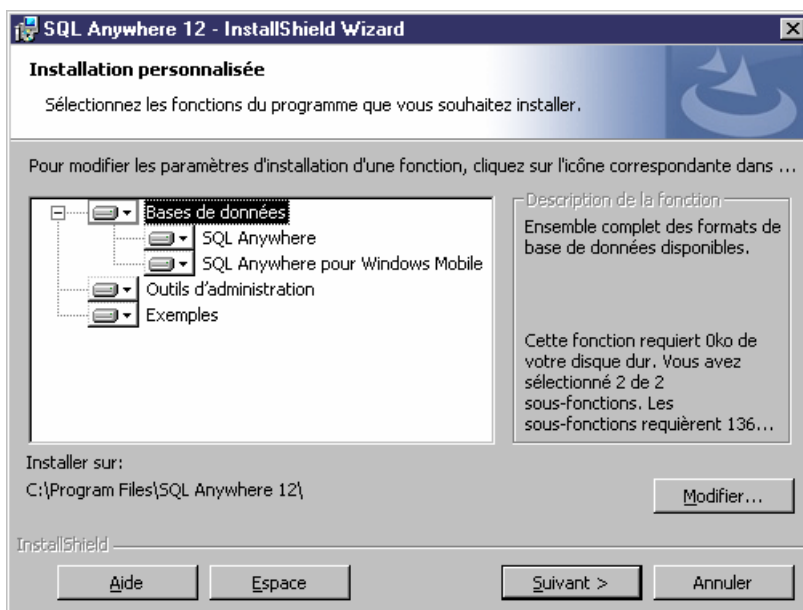 SQL Anywhere 12 - InstallShield Wizard
Installation personnalisée
Sélectionnez les fonctions du programme que vous souhaitez installer.
Pour modifier les paramètres d'installation d'une fonction, cliquez sur l'icône correspondante dans ...
Bases de données
SQL Anywhere
SQL Anywhere pour Windows Mobile
Outils d'administration
Exemples
Description de la fonction
Ensemble complet des formats de
base de données disponibles.
Cette fonction requiert 0ko de
votre disque dur. Vous avez
sélectionné 2 de 2
sous-fonctions. Les
sous-fonctions requièrent 136...
Installer sur:
C:\Program Files\SQL Anywhere 12\
Modifier...
InstallShield
Aide
Espace
Suivant >
Annuler